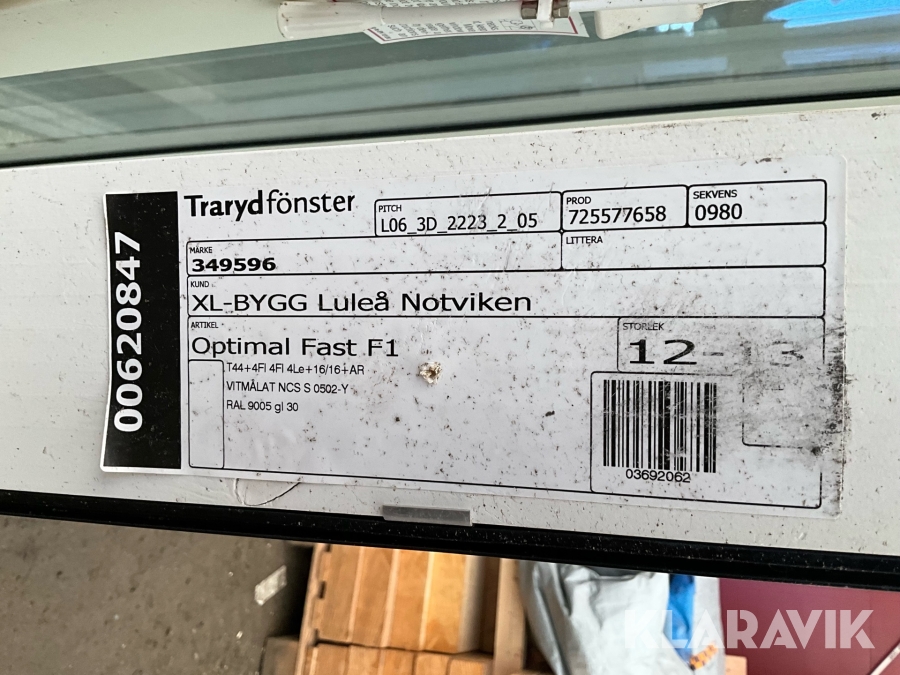 00620847
Trarydfönster
PITCH
L06_3D_2223_2_05
PROD
725577658
SEKVENS
0980
MÄRKE
349596
LITTERA
KUND
XL-BYGG Luleå Notviken
ARTIKEL
Optimal Fast F1
STORLEK
12-13
T44+4Fl 4Fl 4Le+16/16+AR
VITMÅLAT NCS S 0502-Y
RAL 9005 gl 30
03692062
KLARAVIK